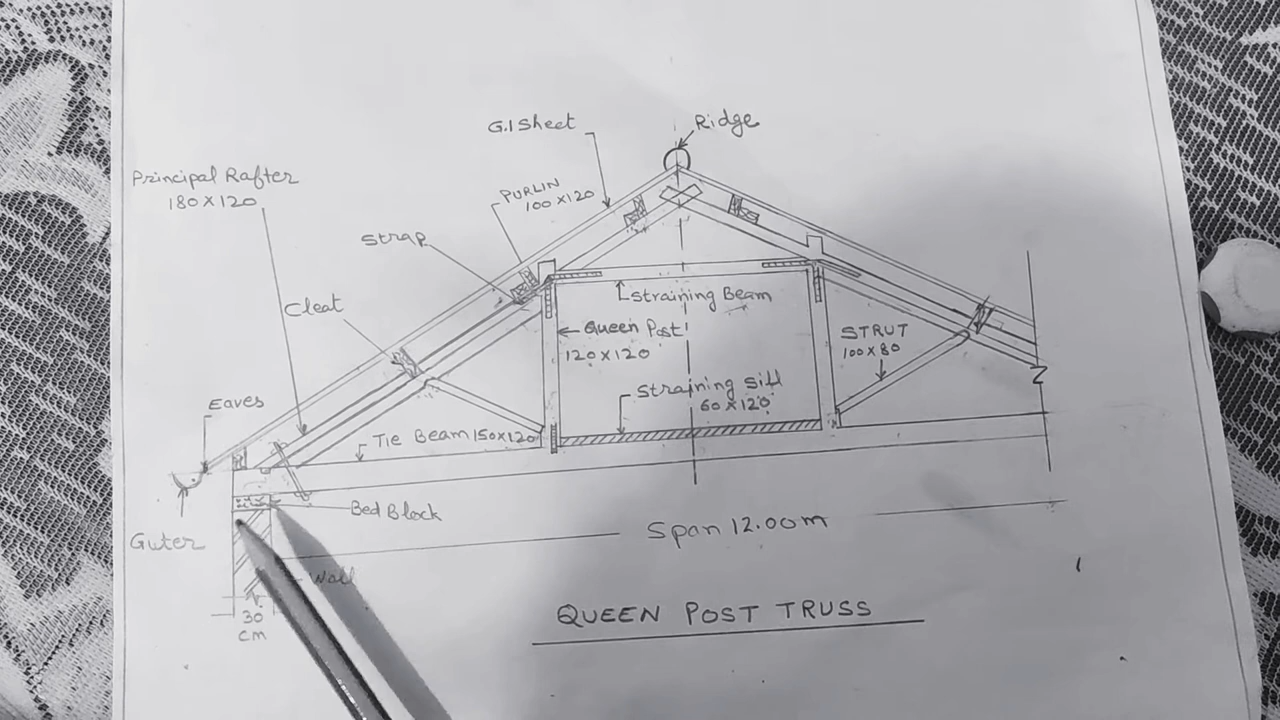 G.I Sheet
Ridge
Principal Rafter
180 X 120
PURLIN
100 X 120
Strap
Cleat
Straining Beam
Queen Post
120 X 120
STRUT
100 X 80
Straining Sill
60 X 120
Eaves
Tie Beam 150X120
Bed Block
Guter
Span 12.00m
Wall
30
cm
QUEEN POST TRUSS